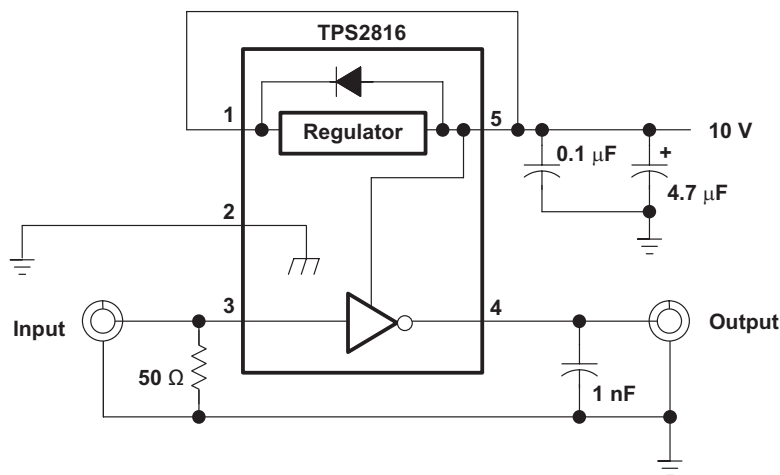 TPS2816
1
Regulator
5
10 V
0.1 μF
+
4.7 μF
2
3
4
Input
Output
50 Ω
1 nF